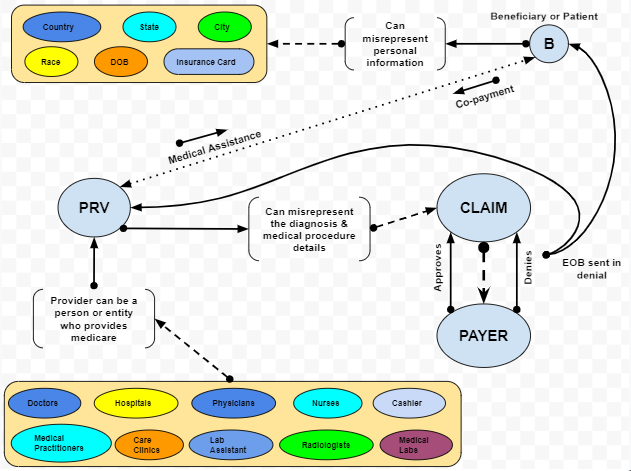 Beneficiary or Patient
Country
State
City
Can
misrepresent
personal
information
B
Race
DOB
Insurance Card
Co-payment
Medical Assistance
PRV
Can misrepresent
the diagnosis &
medical procedure
details
CLAIM
Approves
Denies
EOB sent in
denial
Provider can be a
person or entity
who provides
medicare
PAYER
Doctors
Hospitals
Physicians
Nurses
Cashier
Medical
Practitioners
Care
Clinics
Lab
Assistant
Radiologists
Medical
Labs